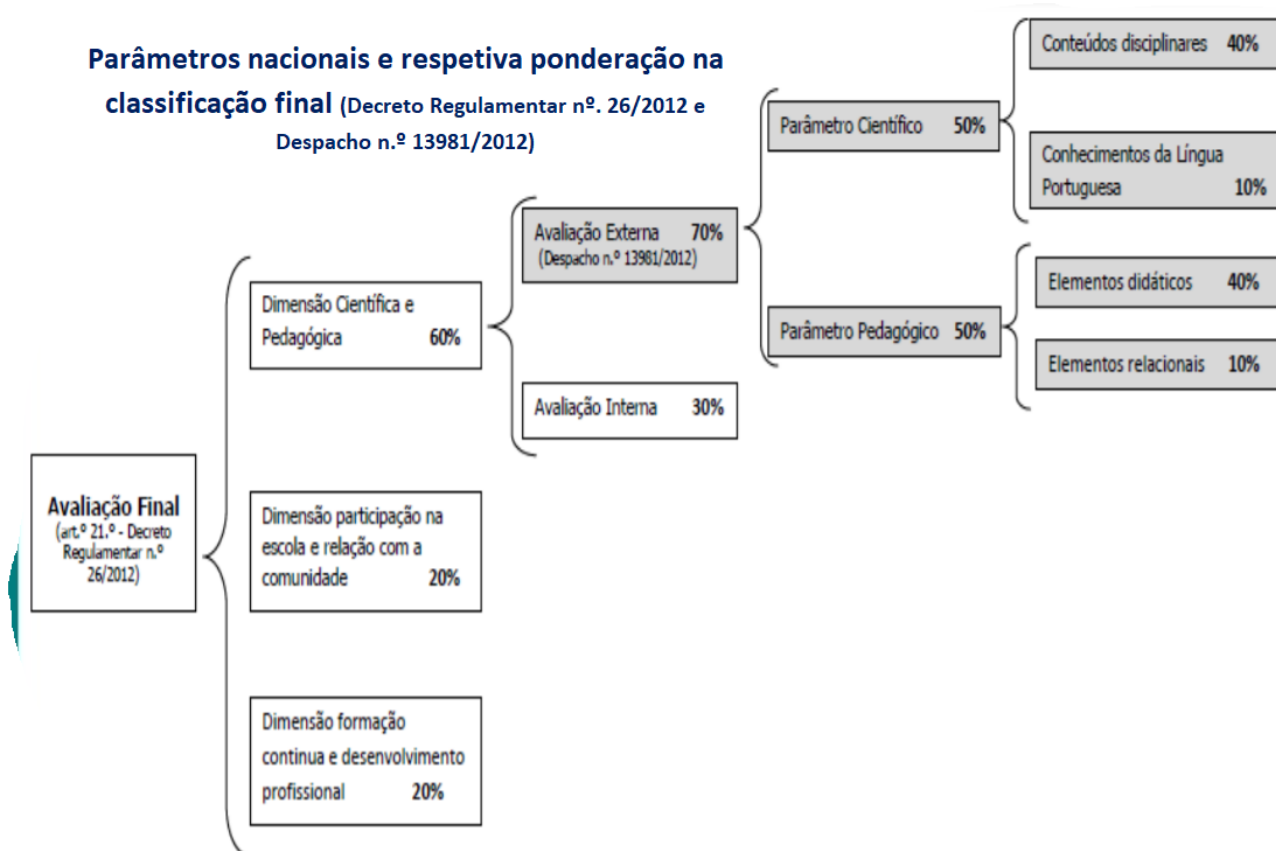 Parâmetros nacionais e respetiva ponderação na
classificação final (Decreto Regulamentar nº. 26/2012 e
Despacho n.º 13981/2012)
Avaliação Final
(art.º 21.º - Decreto
Regulamentar n.º
26/2012)
Dimensão Científica e
Pedagógica 60%
Dimensão participação na
escola e relação com a
comunidade 20%
Dimensão formação
continua e desenvolvimento
profissional 20%
Avaliação Externa 70%
(Despacho n.º 13981/2012)
Avaliação Interna 30%
Parâmetro Científico 50%
Parâmetro Pedagógico 50%
Conteúdos disciplinares 40%
Conhecimentos da Língua
Portuguesa 10%
Elementos didáticos 40%
Elementos relacionais 10%